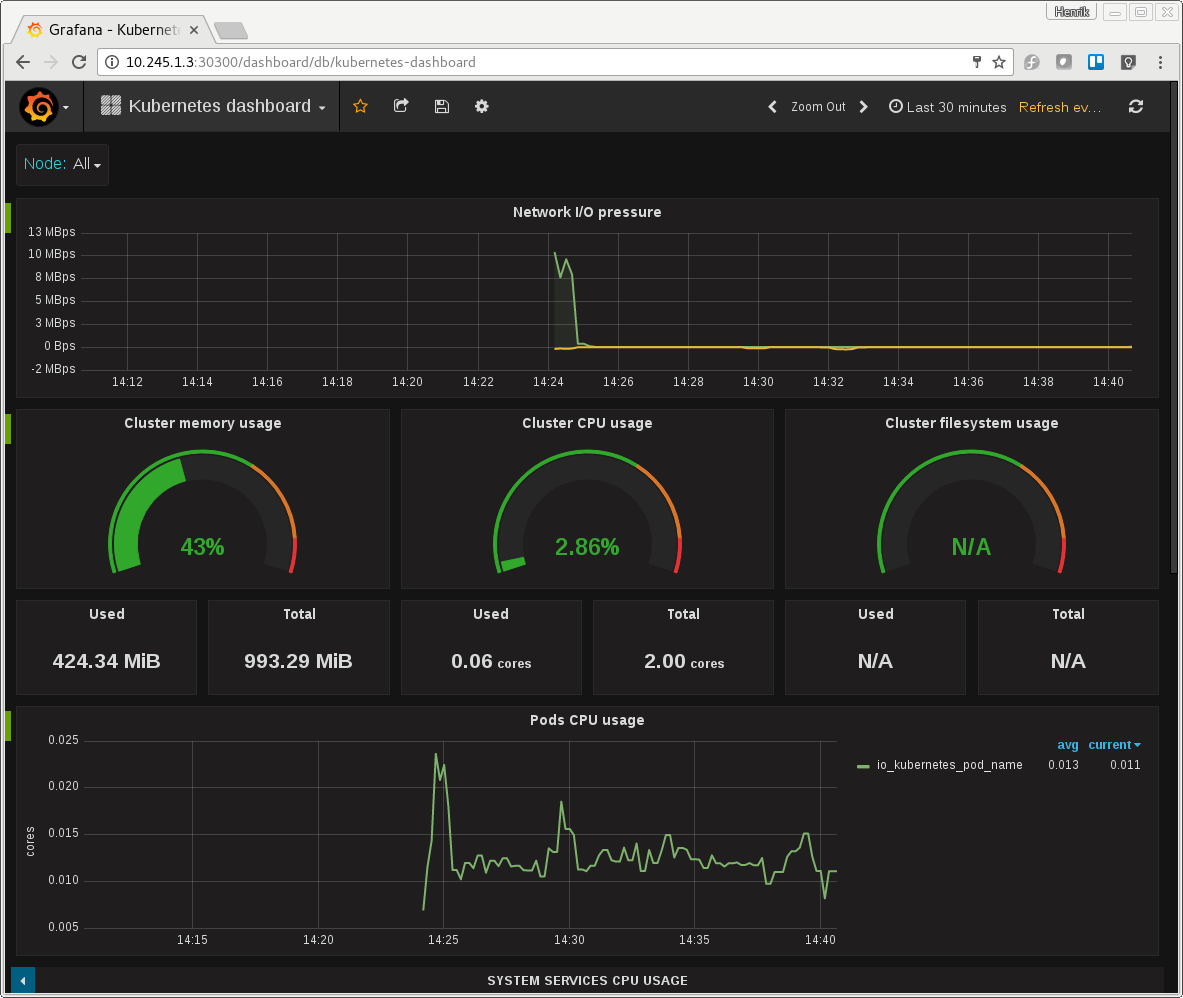 Henrik
Grafana - Kubernete
10.245.1.3:30300/dashboard/db/kubernetes-dashboard
Kubernetes dashboard
Zoom Out
Last 30 minutes
Refresh ev...
Node: All
Network I/O pressure
13 MBps
10 MBps
8 MBps
5 MBps
3 MBps
0 Bps
-2 MBps
14:12 14:14 14:16 14:18 14:20 14:22 14:24 14:26 14:28 14:30 14:32 14:34 14:36 14:38 14:40
Cluster memory usage
43%
Cluster CPU usage
2.86%
Cluster filesystem usage
N/A
Used
424.34 MiB
Total
993.29 MiB
Used
0.06 cores
Total
2.00 cores
Used
N/A
Total
N/A
Pods CPU usage
cores
0.025
0.020
0.015
0.010
0.005
14:15 14:20 14:25 14:30 14:35 14:40
avg current
io_kubernetes_pod_name 0.013 0.011
SYSTEM SERVICES CPU USAGE